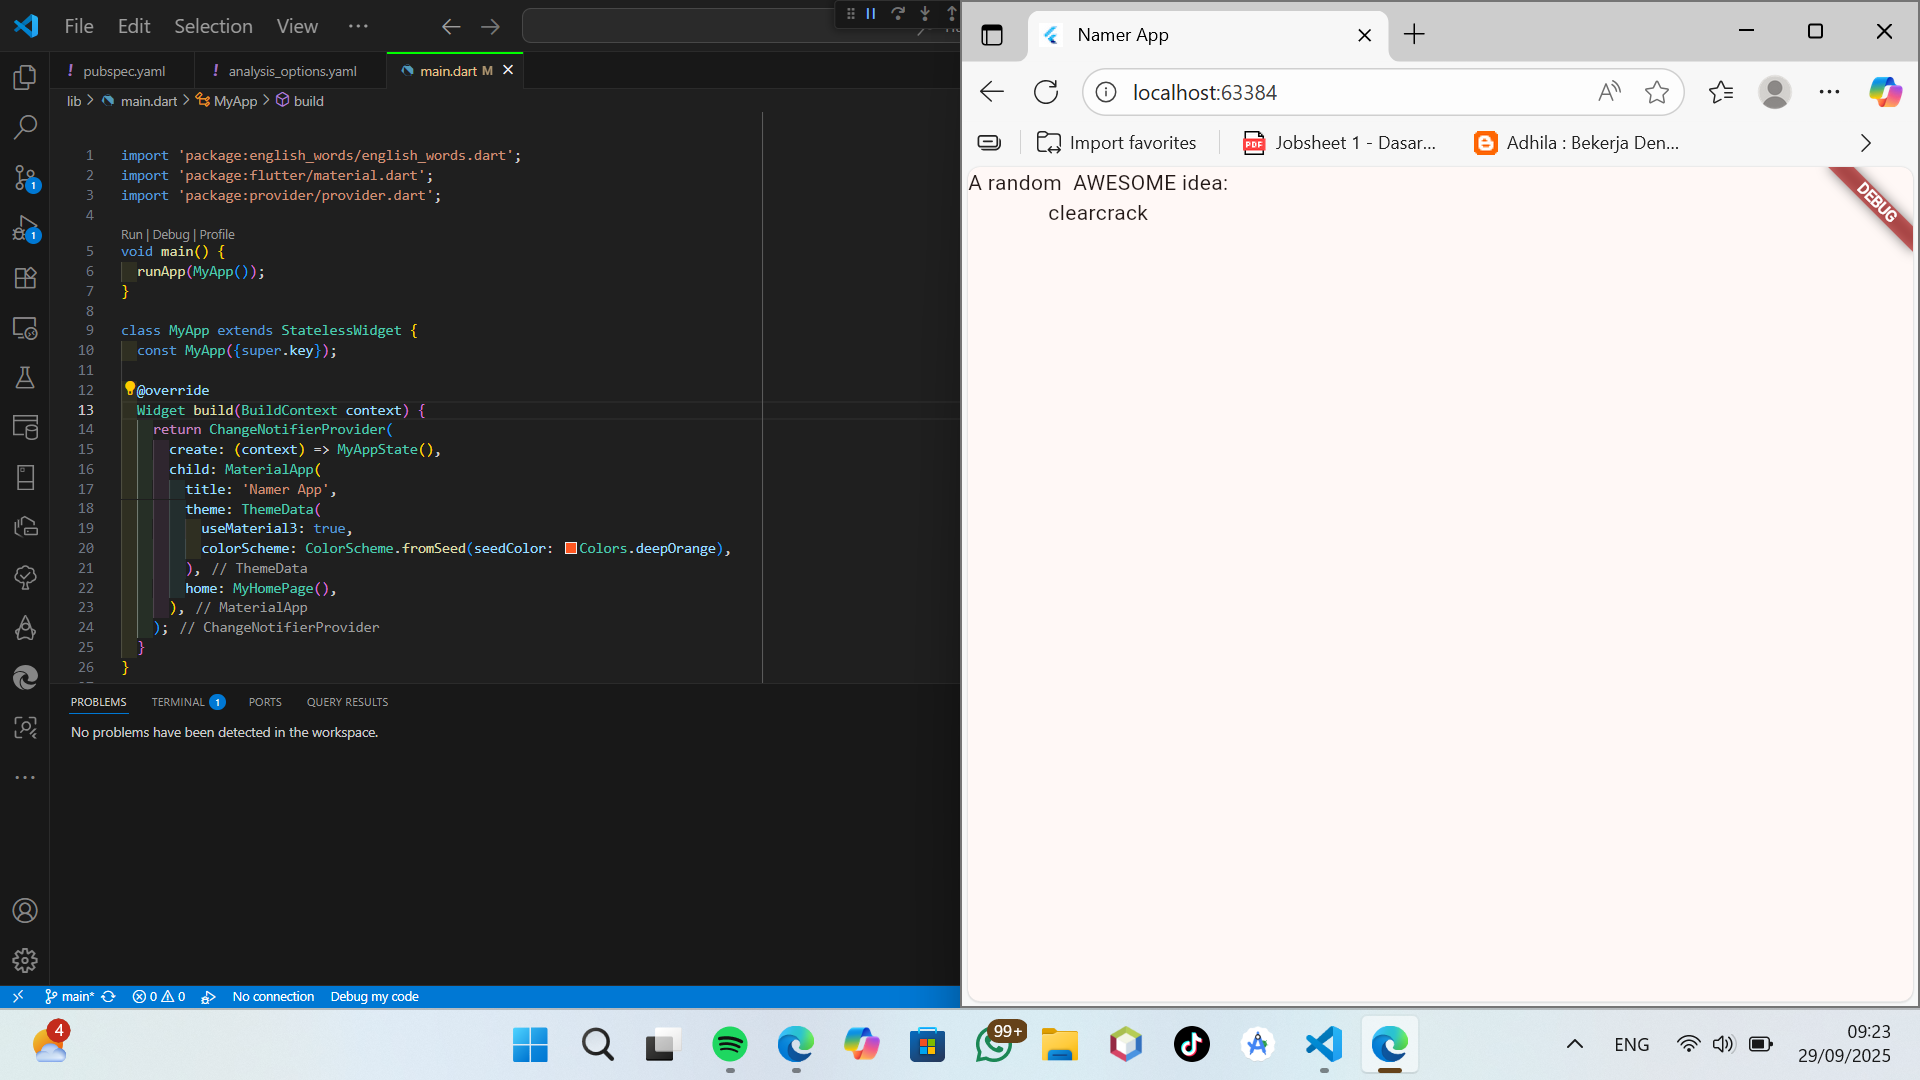 File Edit Selection View ···
pubspec.yaml analysis_options.yaml main.dart M
lib > main.dart > MyApp > build
1 import 'package:english_words/english_words.dart';
2 import 'package:flutter/material.dart';
3 import 'package:provider/provider.dart';
4
Run | Debug | Profile
5 void main() {
6 runApp(MyApp());
7 }
8
9 class MyApp extends StatelessWidget {
10 const MyApp({super.key});
11
12 @override
13 Widget build(BuildContext context) {
14 return ChangeNotifierProvider(
15 create: (context) => MyAppState(),
16 child: MaterialApp(
17 title: 'Namer App',
18 theme: ThemeData(
19 useMaterial3: true,
20 colorScheme: ColorScheme.fromSeed(seedColor: Colors.deepOrange),
21 ), // ThemeData
22 home: MyHomePage(),
23 ), // MaterialApp
24 ); // ChangeNotifierProvider
25 }
26 }
PROBLEMS TERMINAL 1 PORTS QUERY RESULTS
No problems have been detected in the workspace.
1
1
main* 0 0 No connection Debug my code
Namer App
localhost:63384
Import favorites PDF Jobsheet 1 - Dasar... Adhila : Bekerja Den...
A random AWESOME idea:
clearcrack
DEBUG
4
99+
ENG
09:23
29/09/2025